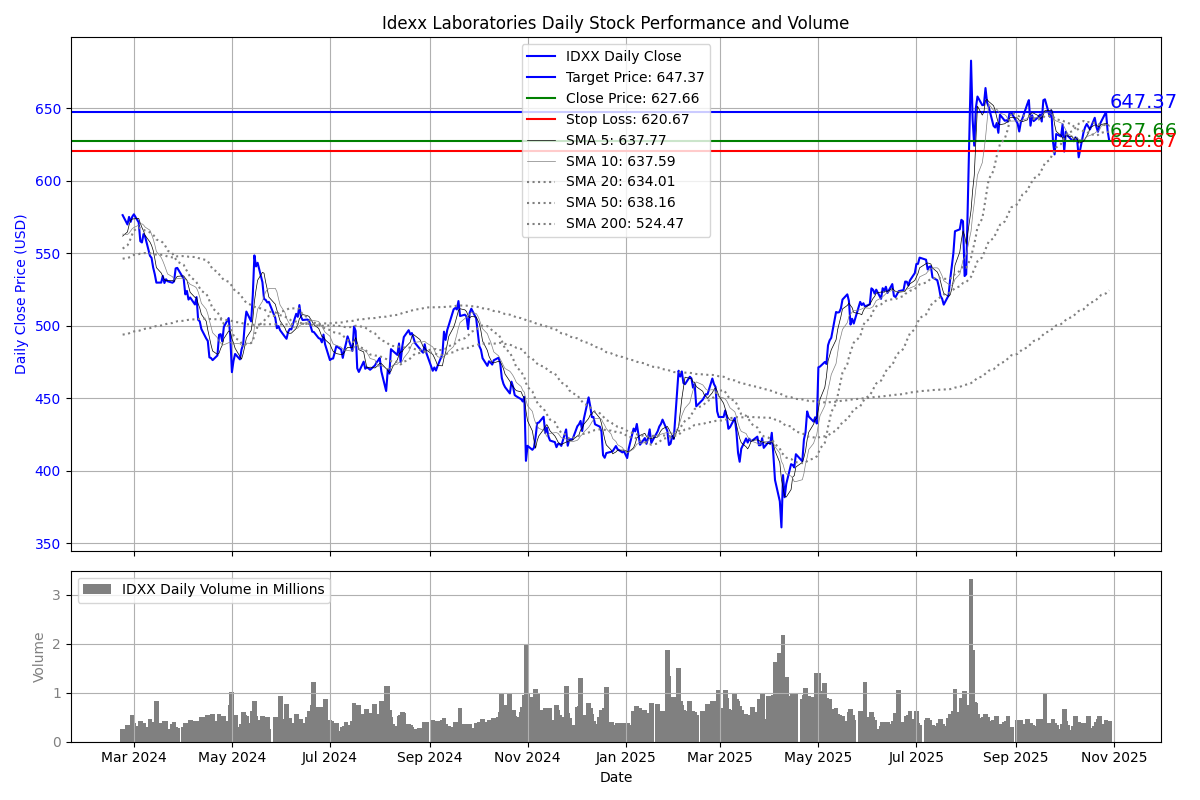 Idexx Laboratories Daily Stock Performance and Volume
IDXX Daily Close
Target Price: 647.37
Close Price: 627.66
Stop Loss: 620.67
SMA 5: 637.77
SMA 10: 637.59
SMA 20: 634.01
SMA 50: 638.16
SMA 200: 524.47
647.37
627.66
620.67
Daily Close Price (USD)
650
600
550
500
450
400
350
IDXX Daily Volume in Millions
Volume
3
2
1
0
Mar 2024 May 2024 Jul 2024 Sep 2024 Nov 2024 Jan 2025 Mar 2025 May 2025 Jul 2025 Sep 2025 Nov 2025
Date